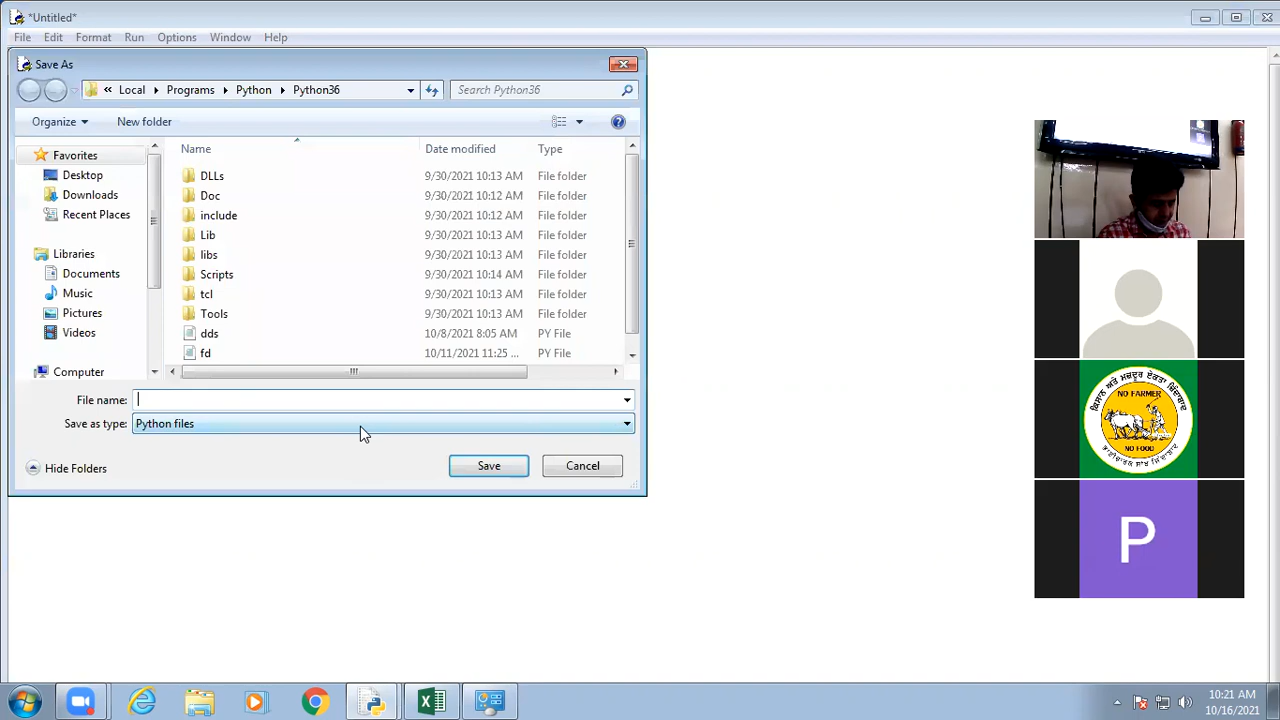 *Untitled*
File Edit Format Run Options Window Help
Save As
« Local Programs Python Python36 Search Python36
Organize New folder
Name Date modified Type
Favorites
Desktop
Downloads
Recent Places
Libraries
Documents
Music
Pictures
Videos
Computer
DLLs 9/30/2021 10:13 AM File folder
Doc 9/30/2021 10:12 AM File folder
include 9/30/2021 10:12 AM File folder
Lib 9/30/2021 10:13 AM File folder
libs 9/30/2021 10:13 AM File folder
Scripts 9/30/2021 10:14 AM File folder
tcl 9/30/2021 10:13 AM File folder
Tools 9/30/2021 10:13 AM File folder
dds 10/8/2021 8:05 AM PY File
fd 10/11/2021 11:25 ... PY File
File name:
Save as type: Python files
Hide Folders Save Cancel
ਕਿਸਾਨ ਅਤੇ ਮਜ਼ਦੂਰ ਏਕਤਾ ਜ਼ਿੰਦਾਬਾਦ
NO FARMER
NO FOOD
P
10:21 AM
10/16/2021